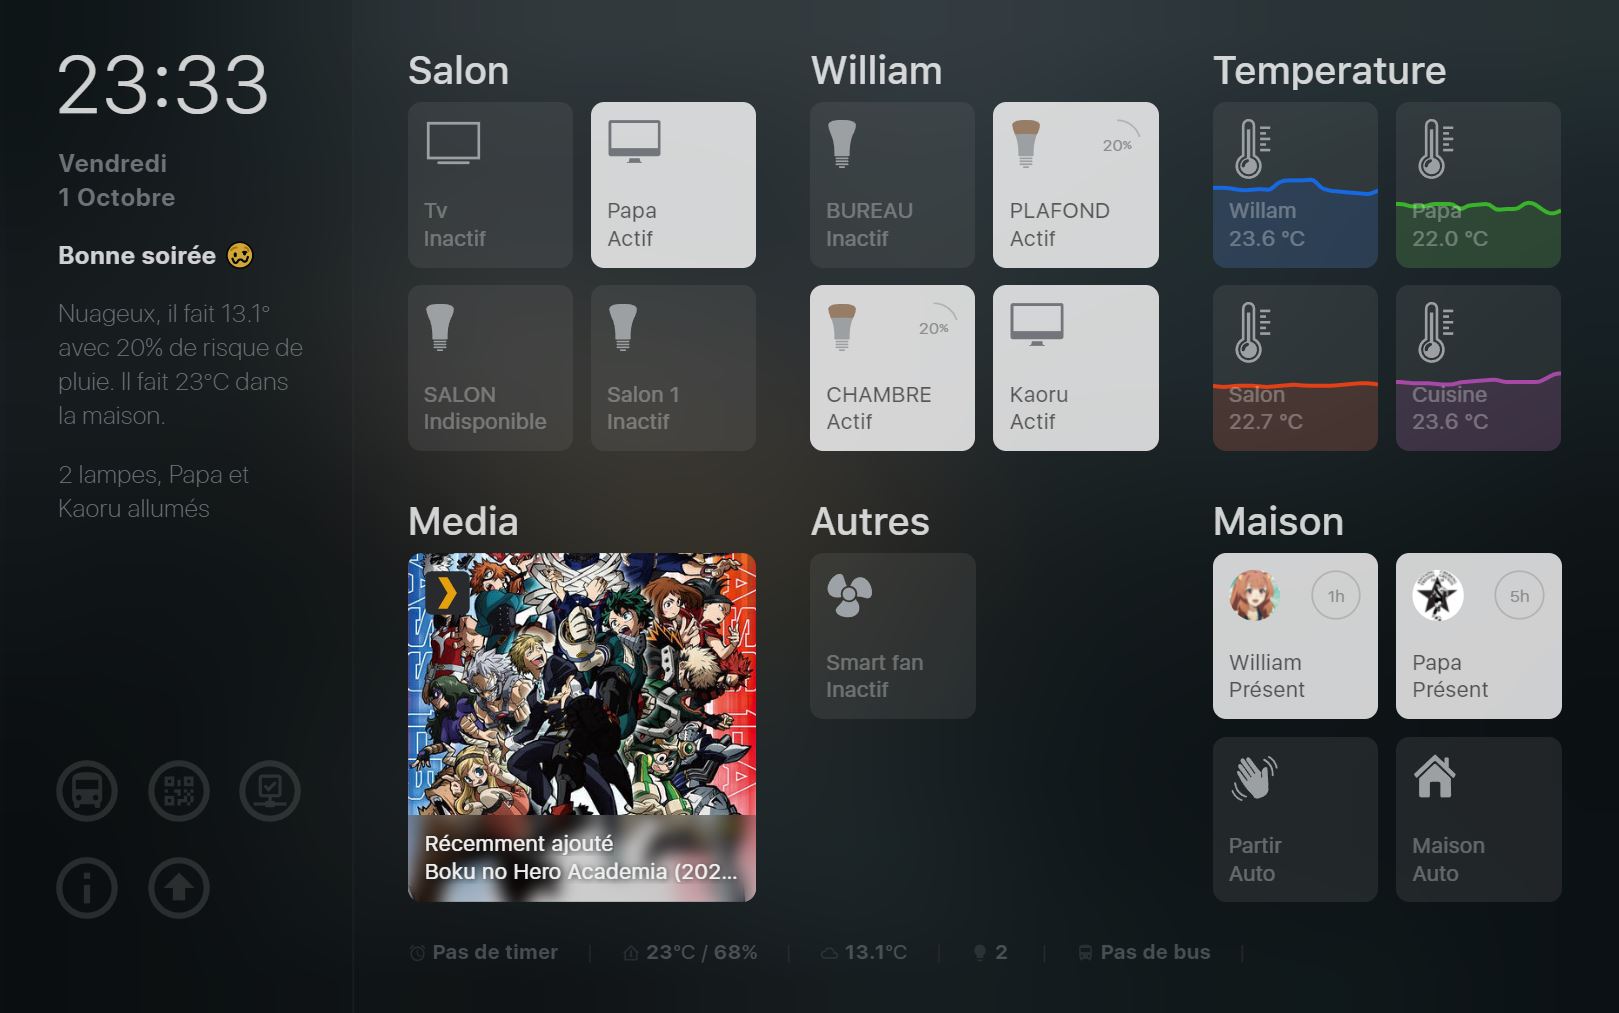 23:33
Vendredi
1 Octobre
Bonne soirée
Nuageux, il fait 13.1°
avec 20% de risque de
pluie. Il fait 23°C dans
la maison.
2 lampes, Papa et
Kaoru allumés
Salon
Tv
Inactif
Papa
Actif
SALON
Indisponible
Salon 1
Inactif
William
BUREAU
Inactif
20%
PLAFOND
Actif
20%
CHAMBRE
Actif
Kaoru
Actif
Temperature
Willam
23.6 °C
Papa
22.0 °C
Salon
22.7 °C
Cuisine
23.6 °C
Media
Récemment ajouté
Boku no Hero Academia (202...
Autres
Smart fan
Inactif
Maison
1h
William
Présent
5h
Papa
Présent
Partir
Auto
Maison
Auto
Pas de timer | 23°C / 68% | 13.1°C | 2 | Pas de bus |